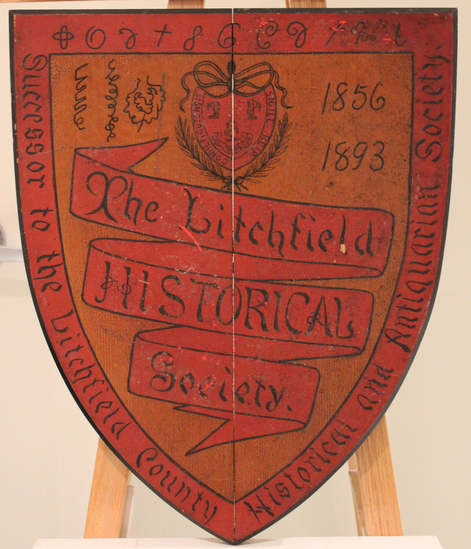 1856
1893
The Litchfield
HISTORICAL
Society.
Successor to the Litchfield County Historical and Antiquarian Society.